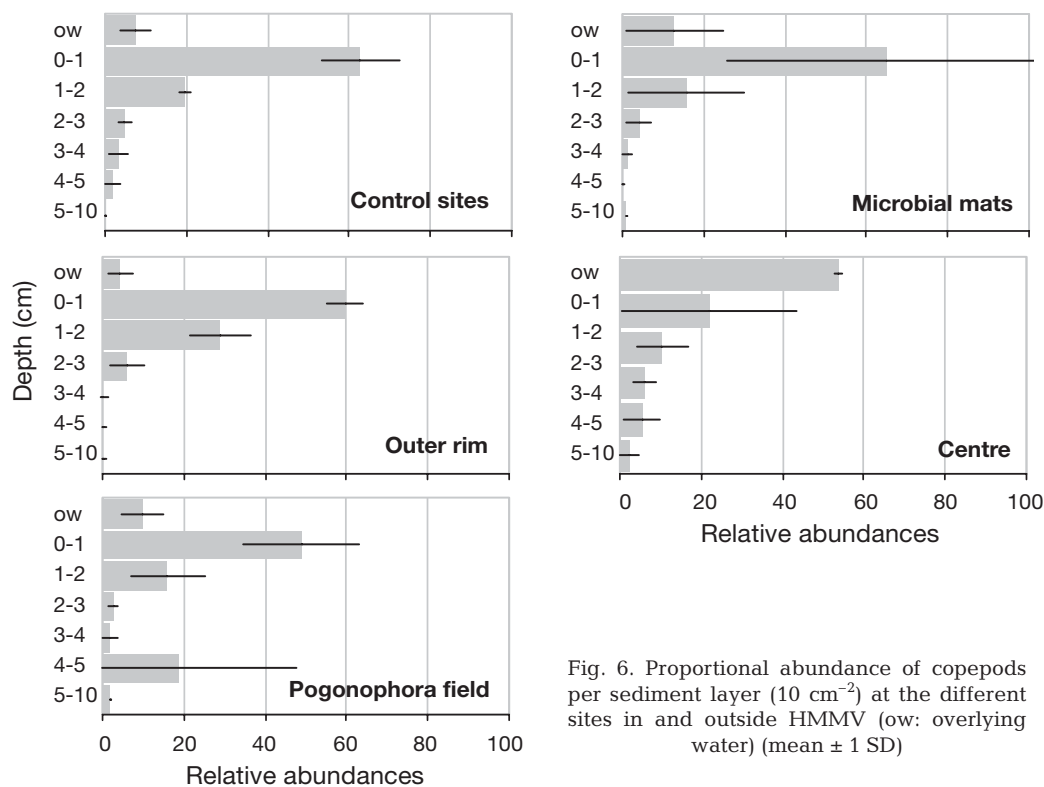 ow
0-1
1-2
2-3
3-4
4-5
5-10
Control sites
ow
0-1
1-2
2-3
3-4
4-5
5-10
Microbial mats
Depth (cm)
ow
0-1
1-2
2-3
3-4
4-5
5-10
Outer rim
ow
0-1
1-2
2-3
3-4
4-5
5-10
Centre
0 20 40 60 80 100
Relative abundances
ow
0-1
1-2
2-3
3-4
4-5
5-10
Pogonophora field
0 20 40 60 80 100
Relative abundances
Fig. 6. Proportional abundance of copepods
per sediment layer (10 cm⁻²) at the different
sites in and outside HMMV (ow: overlying
water) (mean ± 1 SD)